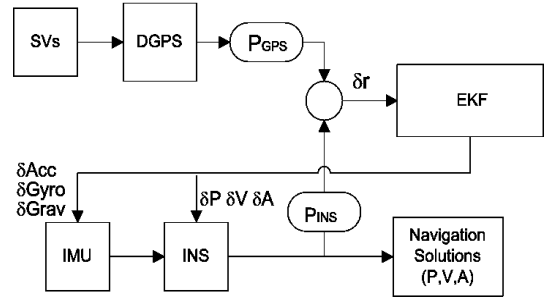 SVs
DGPS
PGPS
δr
EKF
δAcc
δGyro
δGrav
δP δV δA
PINS
IMU
INS
Navigation
Solutions
(P,V,A)